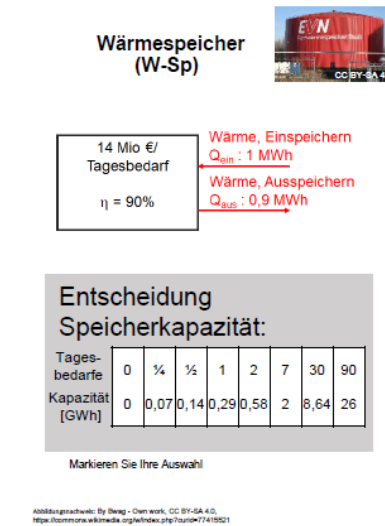 Wärmespeicher
(W-Sp)
EVN
CC BY-SA 4
14 Mio €/
Tagesbedarf
η = 90%
Wärme, Einspeichern
Qein : 1 MWh
Wärme, Ausspeichern
Qaus : 0,9 MWh
Entscheidung
Speicherkapazität:
Tages-
bedarfe 0 ¼ ½ 1 2 7 30 90
Kapazität
[GWh] 0 0,07 0,14 0,29 0,58 2 8,64 26
Markieren Sie Ihre Auswahl
Abbildungsnachweis: By Bwag - Own work, CC BY-SA 4.0,
https://commons.wikimedia.org/w/index.php?curid=77415521